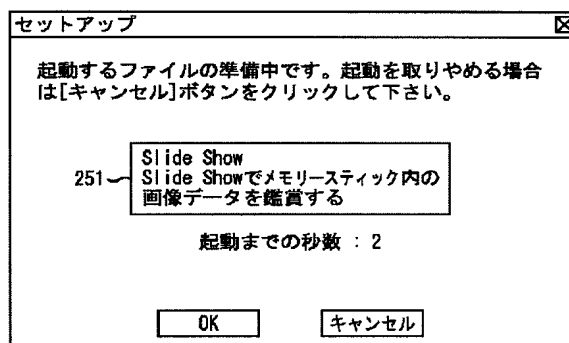 セットアップ
起動するファイルの準備中です。起動を取りやめる場合
は[キャンセル]ボタンをクリックして下さい。
Slide Show
251 Slide Showでメモリースティック内の
画像データを鑑賞する
起動までの秒数 : 2
OK キャンセル